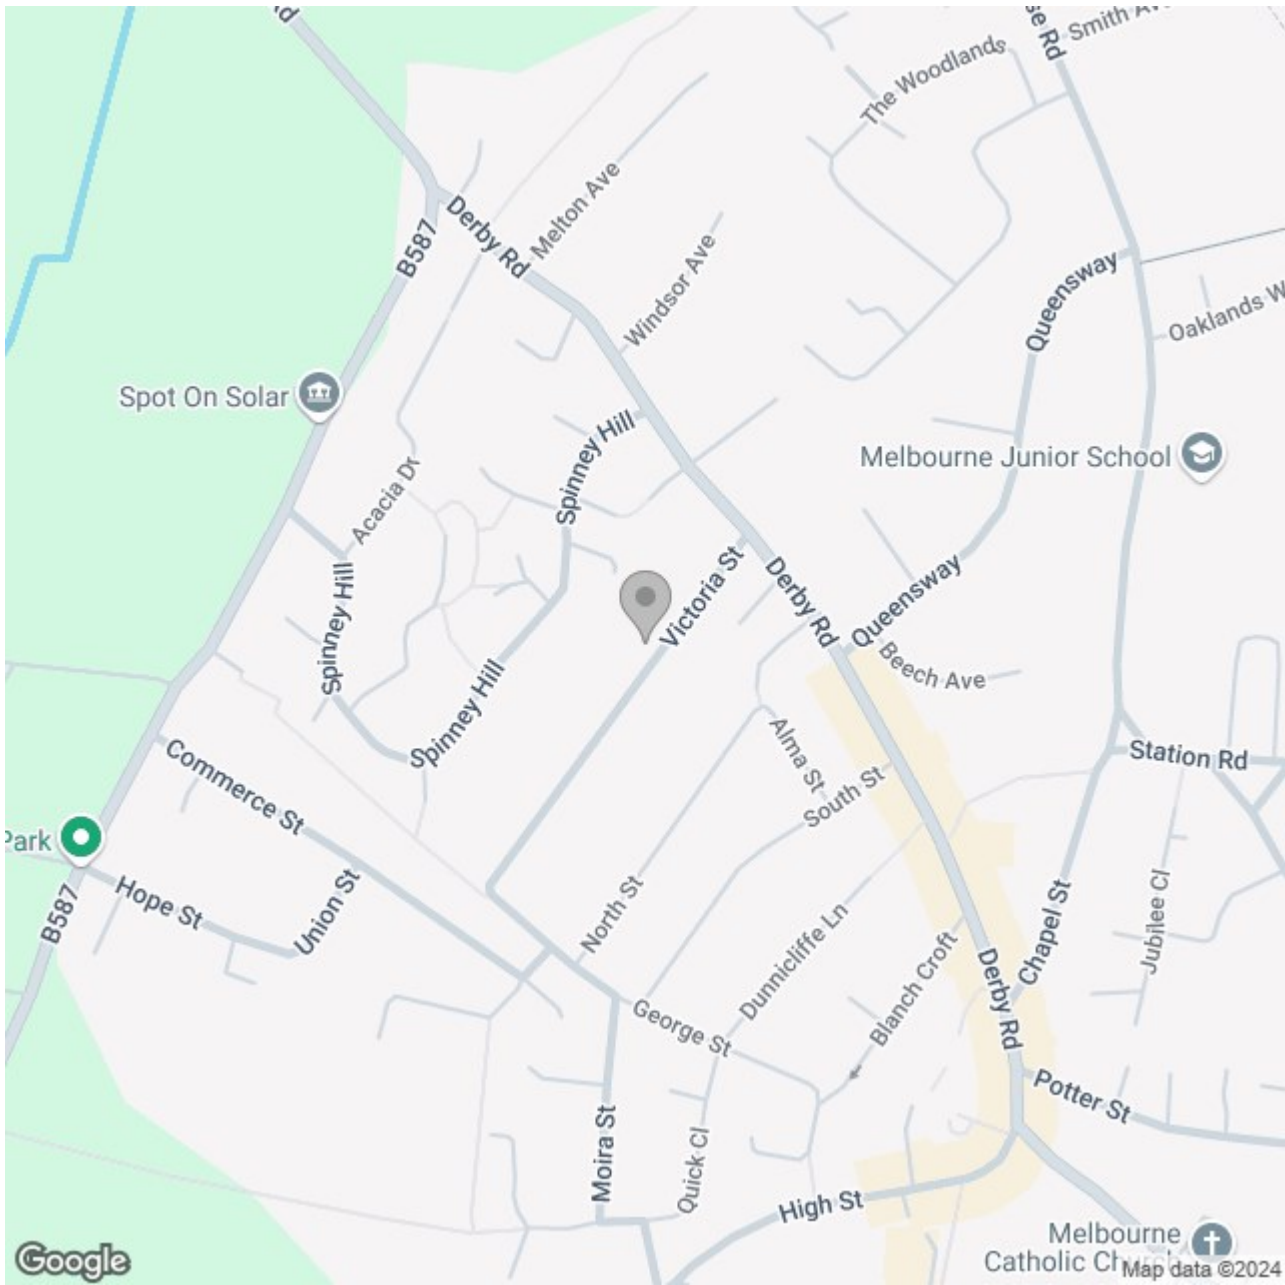 Smith Av
The Woodlands
Melton Ave
Derby Rd
B587
Windsor Ave
Queensway
Oaklands W
Spot On Solar
Spinney Hill
Melbourne Junior School
Acacia Dr
Victoria St
Derby Rd
Queensway
Spinney Hill
Beech Ave
Spinney Hill
Alma St
Station Rd
Commerce St
South St
Park
Hope St
Union St
B587
North St
Dunnicliffe Ln
Chapel St
Jubilee Cl
Blanch Croft
Derby Rd
George St
Potter St
Moira St
Quick Cl
High St
Melbourne
Catholic Church
Google
Map data ©2024